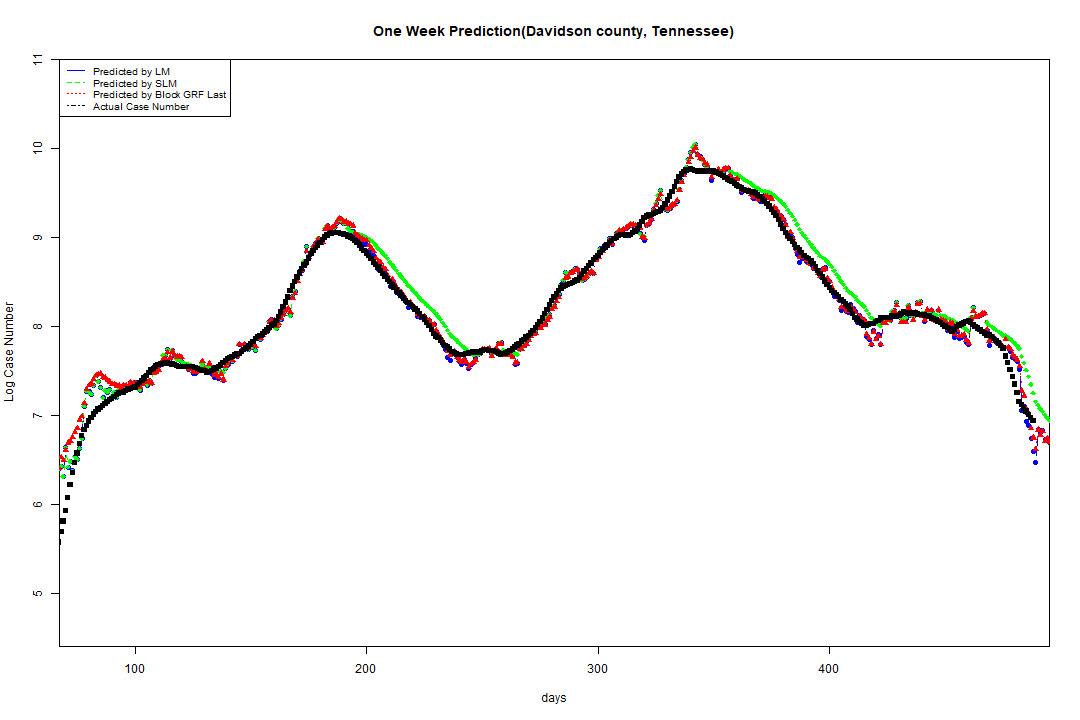 One Week Prediction(Davidson county, Tennessee)
11
Predicted by LM
Predicted by SLM
Predicted by Block GRF Last
Actual Case Number
10
9
8
7
6
5
Log Case Number
100 200 300 400
days